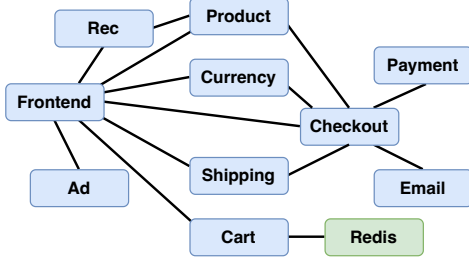 Product
Rec
Currency
Payment
Frontend
Checkout
Shipping
Ad
Email
Cart
Redis